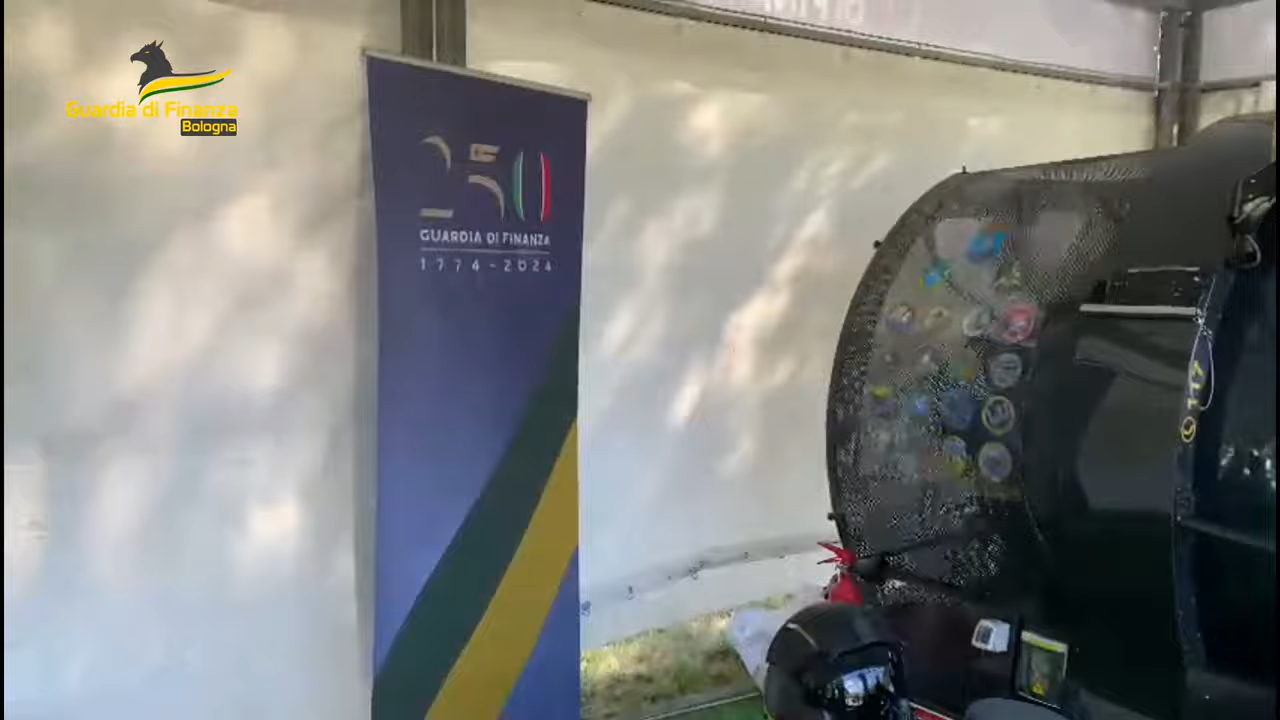 Guardia di Finanza
Bologna
250
GUARDIA DI FINANZA
1774-2024